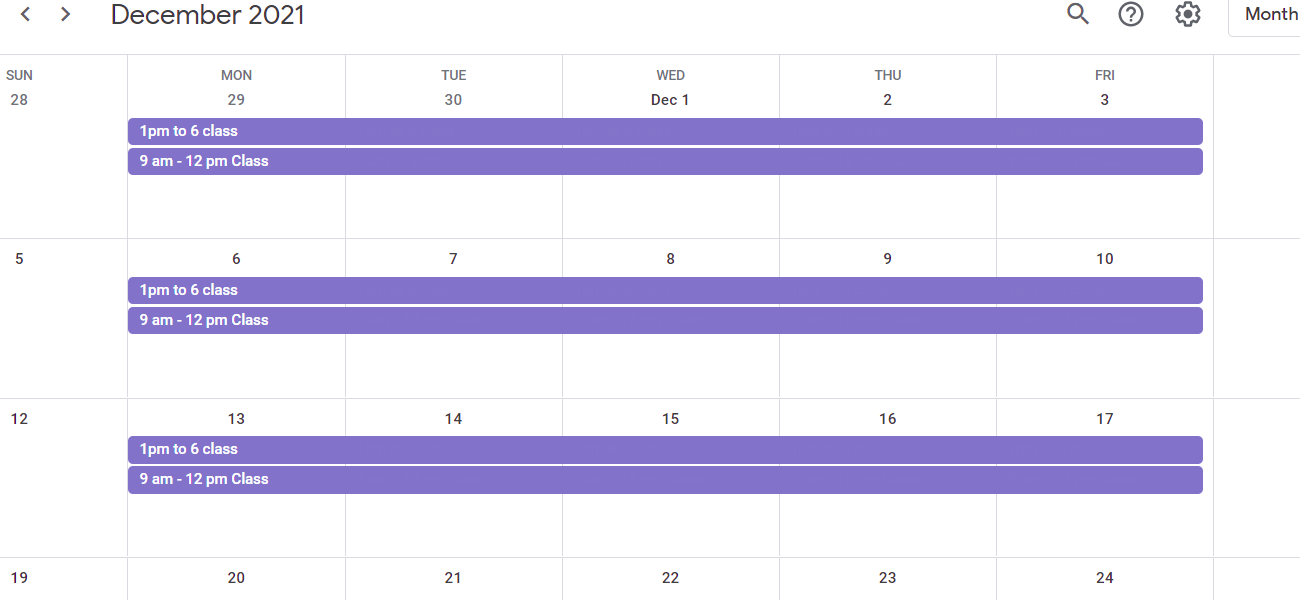 December 2021
Month
SUN MON TUE WED THU FRI
28 29 30 Dec 1 2 3
1pm to 6 class
9 am - 12 pm Class
5 6 7 8 9 10
1pm to 6 class
9 am - 12 pm Class
12 13 14 15 16 17
1pm to 6 class
9 am - 12 pm Class
19 20 21 22 23 24